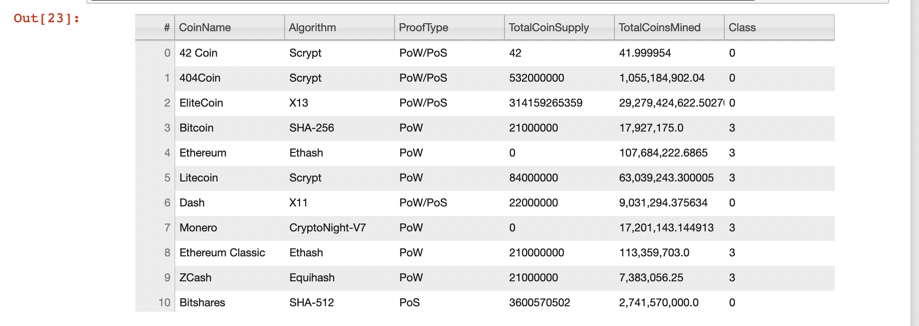 Out[23]:
# CoinName Algorithm ProofType TotalCoinSupply TotalCoinsMined Class
0 42 Coin Scrypt PoW/PoS 42 41.999954 0
1 404Coin Scrypt PoW/PoS 532000000 1,055,184,902.04 0
2 EliteCoin X13 PoW/PoS 314159265359 29,279,424,622.5027 0
3 Bitcoin SHA-256 PoW 21000000 17,927,175.0 3
4 Ethereum Ethash PoW 0 107,684,222.6865 3
5 Litecoin Scrypt PoW 84000000 63,039,243.300005 3
6 Dash X11 PoW/PoS 22000000 9,031,294.375634 0
7 Monero CryptoNight-V7 PoW 0 17,201,143.144913 3
8 Ethereum Classic Ethash PoW 210000000 113,359,703.0 3
9 ZCash Equihash PoW 21000000 7,383,056.25 3
10 Bitshares SHA-512 PoS 3600570502 2,741,570,000.0 0